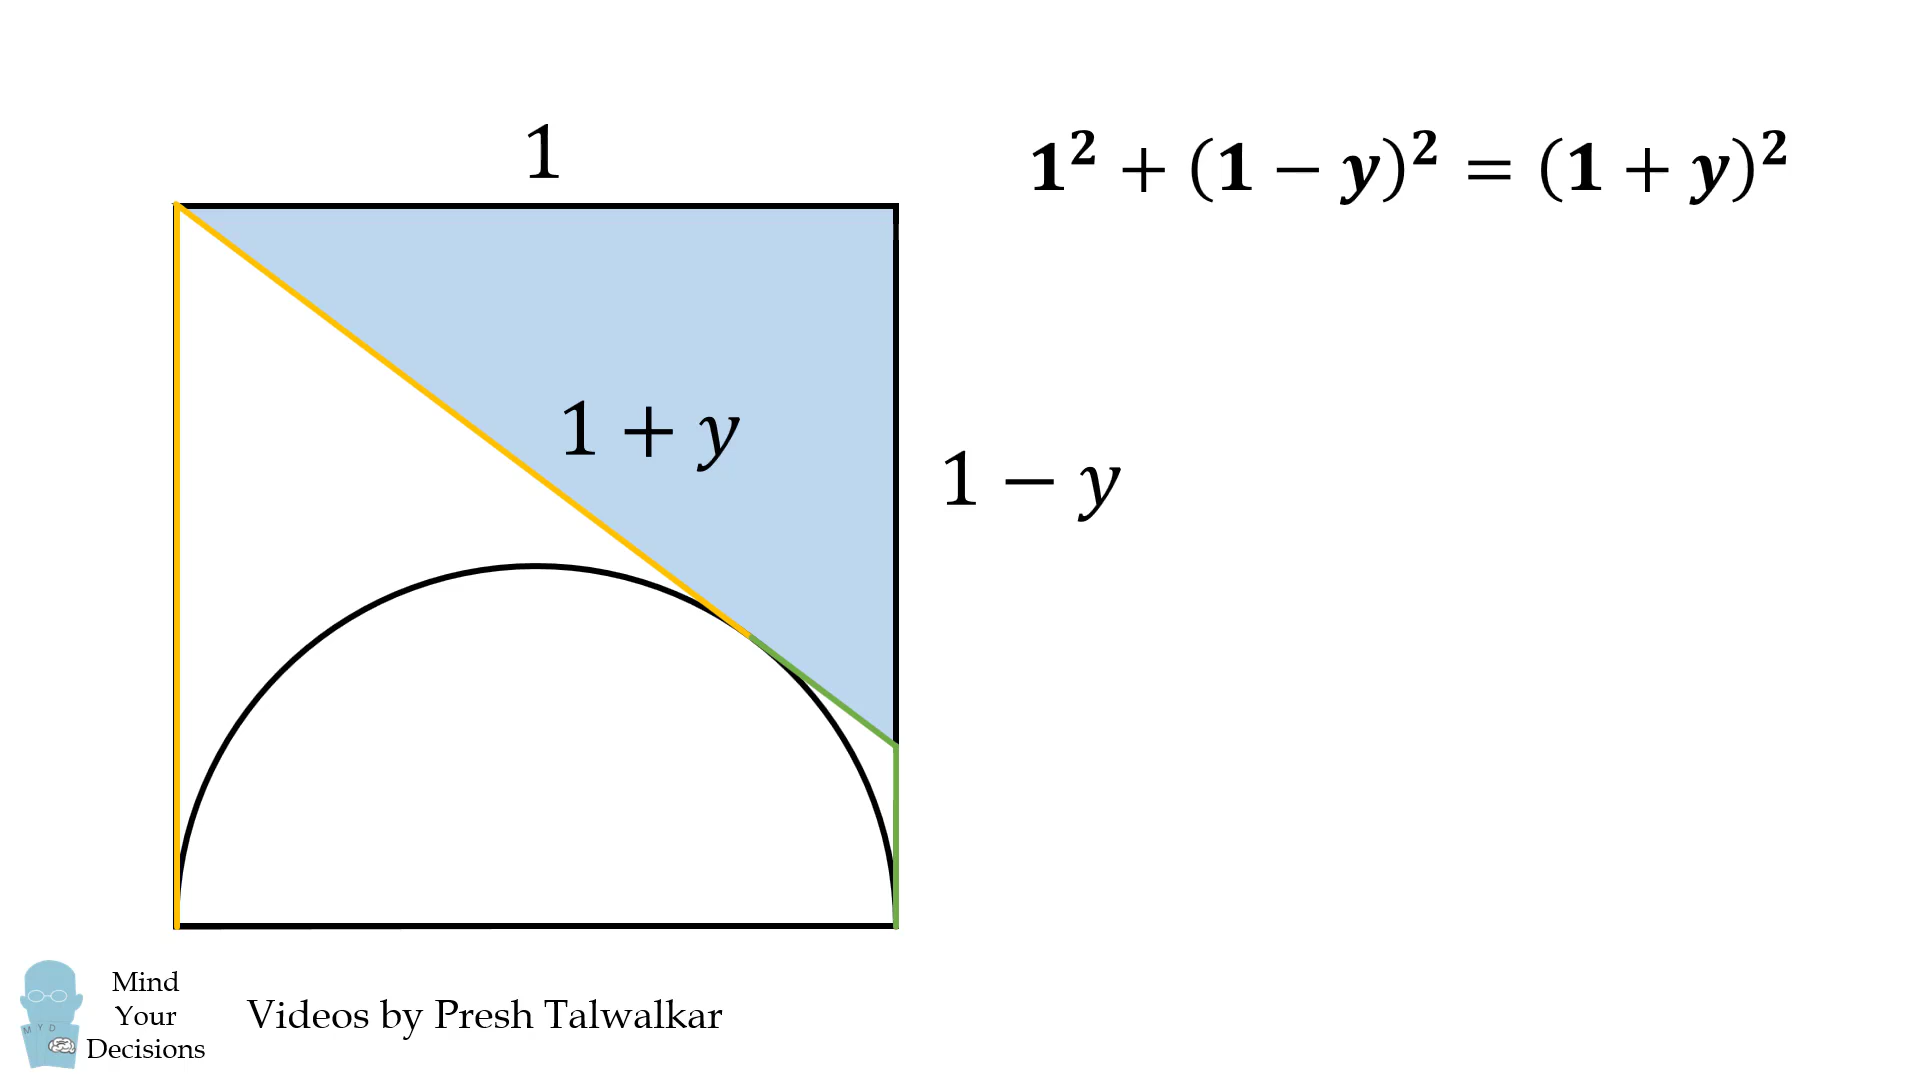 1
1² + (1 − y)² = (1 + y)²
1 + y
1 − y
M Y D
Mind
Your
Decisions
Videos by Presh Talwalkar